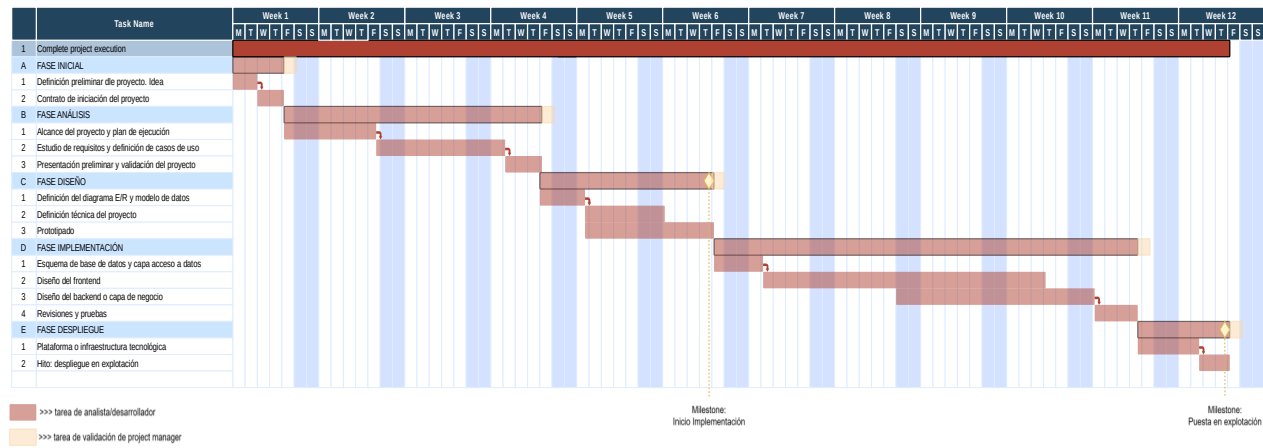 Task Name
Week 1 Week 2 Week 3 Week 4 Week 5 Week 6 Week 7 Week 8 Week 9 Week 10 Week 11 Week 12
M T W T F S S M T W T F S S M T W T F S S M T W T F S S M T W T F S S M T W T F S S M T W T F S S M T W T F S S M T W T F S S M T W T F S S M T W T F S S M T W T F S S
1 Complete project execution
A FASE INICIAL
1 Definición preliminar dle proyecto. Idea
2 Contrato de iniciación del proyecto
B FASE ANÁLISIS
1 Alcance del proyecto y plan de ejecución
2 Estudio de requisitos y definición de casos de uso
3 Presentación preliminar y validación del proyecto
C FASE DISEÑO
1 Definición del diagrama E/R y modelo de datos
2 Definición técnica del proyecto
3 Prototipado
D FASE IMPLEMENTACIÓN
1 Esquema de base de datos y capa acceso a datos
2 Diseño del frontend
3 Diseño del backend o capa de negocio
4 Revisiones y pruebas
E FASE DESPLIEGUE
1 Plataforma o infraestructura tecnológica
2 Hito: despliegue en explotación
>>> tarea de analista/desarrollador
>>> tarea de validación de project manager
Milestone:
Inicio Implementación
Milestone:
Puesta en explotación